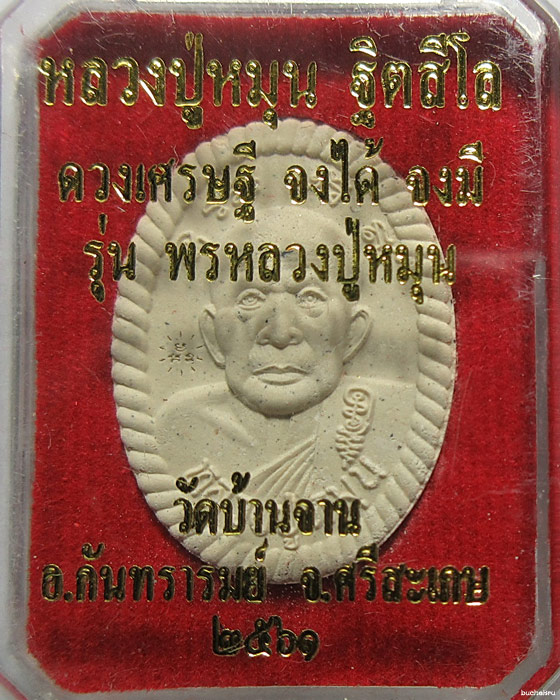 หลวงปู่หมุน ฐิตสีโล
ดวงเศรษฐี จงได้ จงมี
รุ่น พรหลวงปู่หมุน
วัดบ้านจาน
อ.กันทรารมย์ จ.ศรีสะเกษ
๒๕๖๑